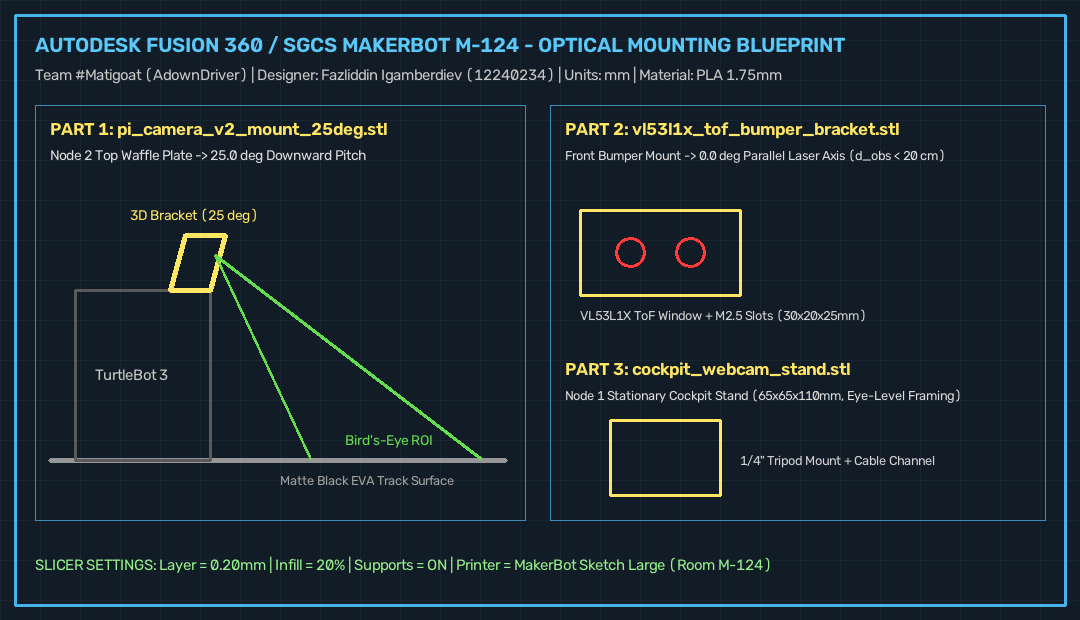 AUTODESK FUSION 360 / SGCS MAKERBOT M-124 - OPTICAL MOUNTING BLUEPRINT
Team #Matigoat (AdownDriver) | Designer: Fazliddin Igamberdiev (12240234) | Units: mm | Material: PLA 1.75mm
PART 1: pi_camera_v2_mount_25deg.stl
Node 2 Top Waffle Plate -> 25.0 deg Downward Pitch
3D Bracket (25 deg)
TurtleBot 3
Bird's-Eye ROI
Matte Black EVA Track Surface
PART 2: vl53l1x_tof_bumper_bracket.stl
Front Bumper Mount -> 0.0 deg Parallel Laser Axis (d_obs < 20 cm)
VL53L1X ToF Window + M2.5 Slots (30x20x25mm)
PART 3: cockpit_webcam_stand.stl
Node 1 Stationary Cockpit Stand (65x65x110mm, Eye-Level Framing)
1/4" Tripod Mount + Cable Channel
SLICER SETTINGS: Layer = 0.20mm | Infill = 20% | Supports = ON | Printer = MakerBot Sketch Large (Room M-124)